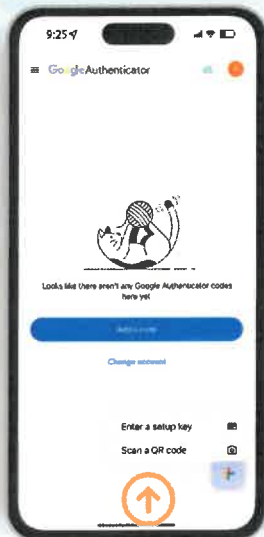 9:25
Google Authenticator
Looks like there aren't any Google Authenticator codes
here yet
Add a code
Change account
Enter a setup key
Scan a QR code